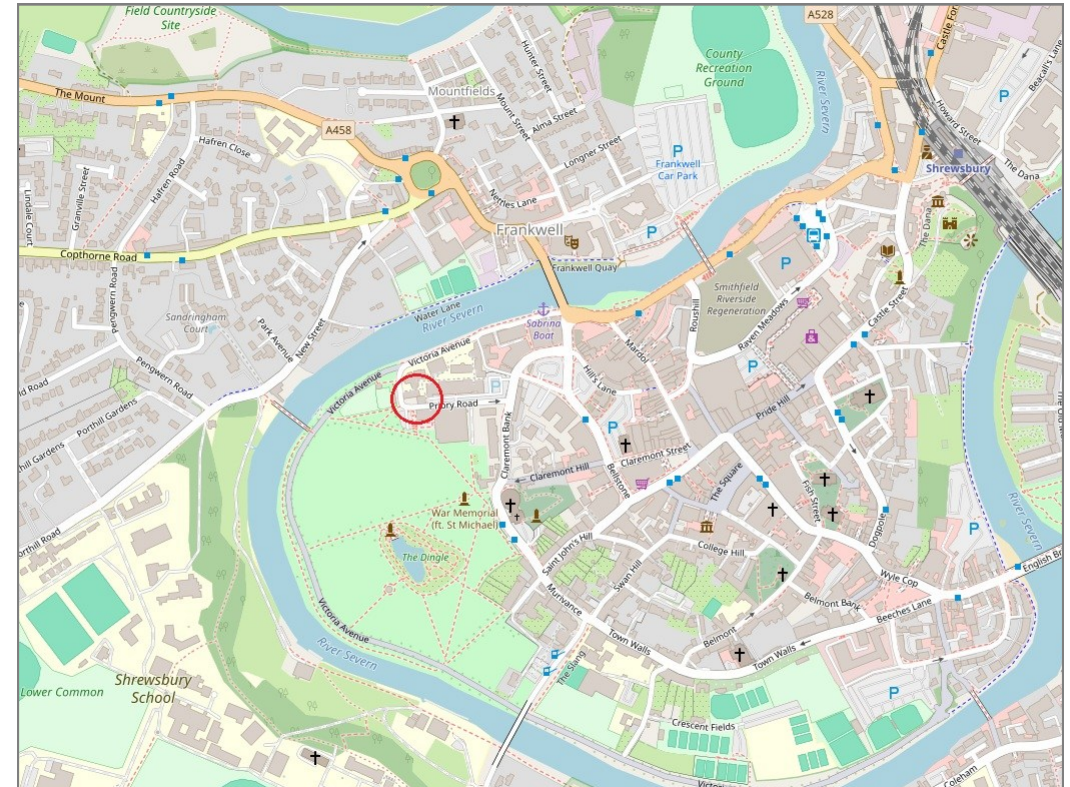 Field Countryside
Site
A528
Castle For
Hunter Street
County
Recreation
Ground
River Severn
Beacall's Lane
P
The Mount
Mountfields
Mount Street
Alma Street
Howard Street
A458
Hafren Close
Longner Street
P
Frankwell
Car Park
The Dana
Shrewsbury
Lindale Court
Granville Street
Hafren Road
Nettles Lane
The Dana
Frankwell
P
Copthorne Road
Frankwell Quay
P
Pengwern Road
Water Lane
River Severn
Smithfield
Riverside
Regeneration
Castle Street
Sandringham
Court
Park Avenue
New Street
Sabrina
Boat
Roushill
Raven Meadows
Mardol
Victoria Avenue
Pengwern Road
Victoria Avenue
P
Hill's Lane
P
Porthill Gardens
Priory Road
Pride Hill
P
Claremont Bank
Claremont Street
Claremont Hill
Bellstone
The Square
Fish Street
War Memorial
(ft. St Michael)
River Severn
Dogpole
P
The Dingle
Saint John's Hill
College Hill
English Br
Swan Hill
Wyle Cop
Murivance
Belmont Bank
Beeches Lane
Victoria Avenue
River Severn
Town Walls
Belmont
Town Walls
The Slang
Shrewsbury
School
Lower Common
P
Crescent Fields
Coleham